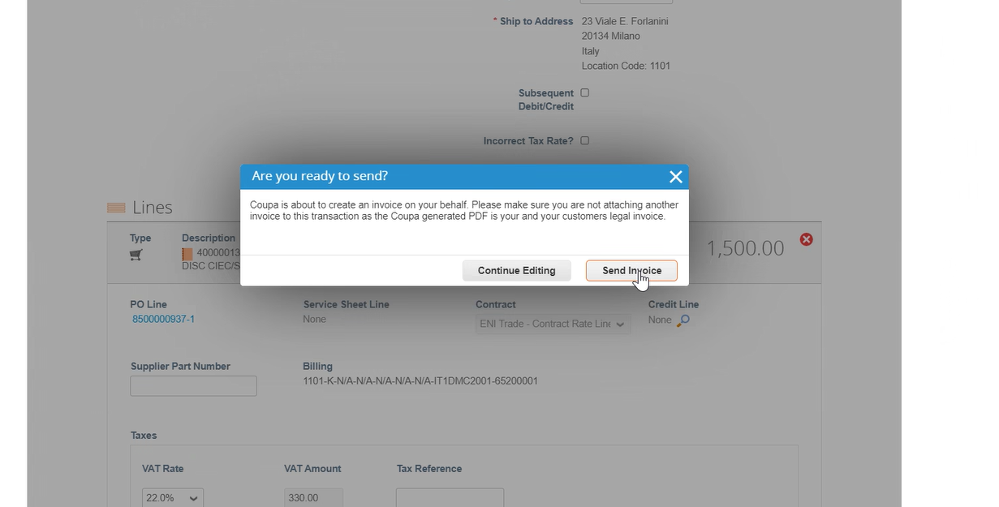 * Ship to Address 23 Viale E. Forlanini
20134 Milano
Italy
Location Code: 1101
Subsequent
Debit/Credit
Incorrect Tax Rate?
Are you ready to send?
Coupa is about to create an invoice on your behalf. Please make sure you are not attaching another
invoice to this transaction as the Coupa generated PDF is your and your customers legal invoice.
Continue Editing Send Invoice
Lines
Type Description 1,500.00
40000013
DISC CIEC/S
PO Line Service Sheet Line Contract Credit Line
8500000937-1 None ENI Trade - Contract Rate Line None
Supplier Part Number Billing
1101-K-N/A-N/A-N/A-N/A-N/A-IT1DMC2001-65200001
Taxes
VAT Rate VAT Amount Tax Reference
22.0% 330.00